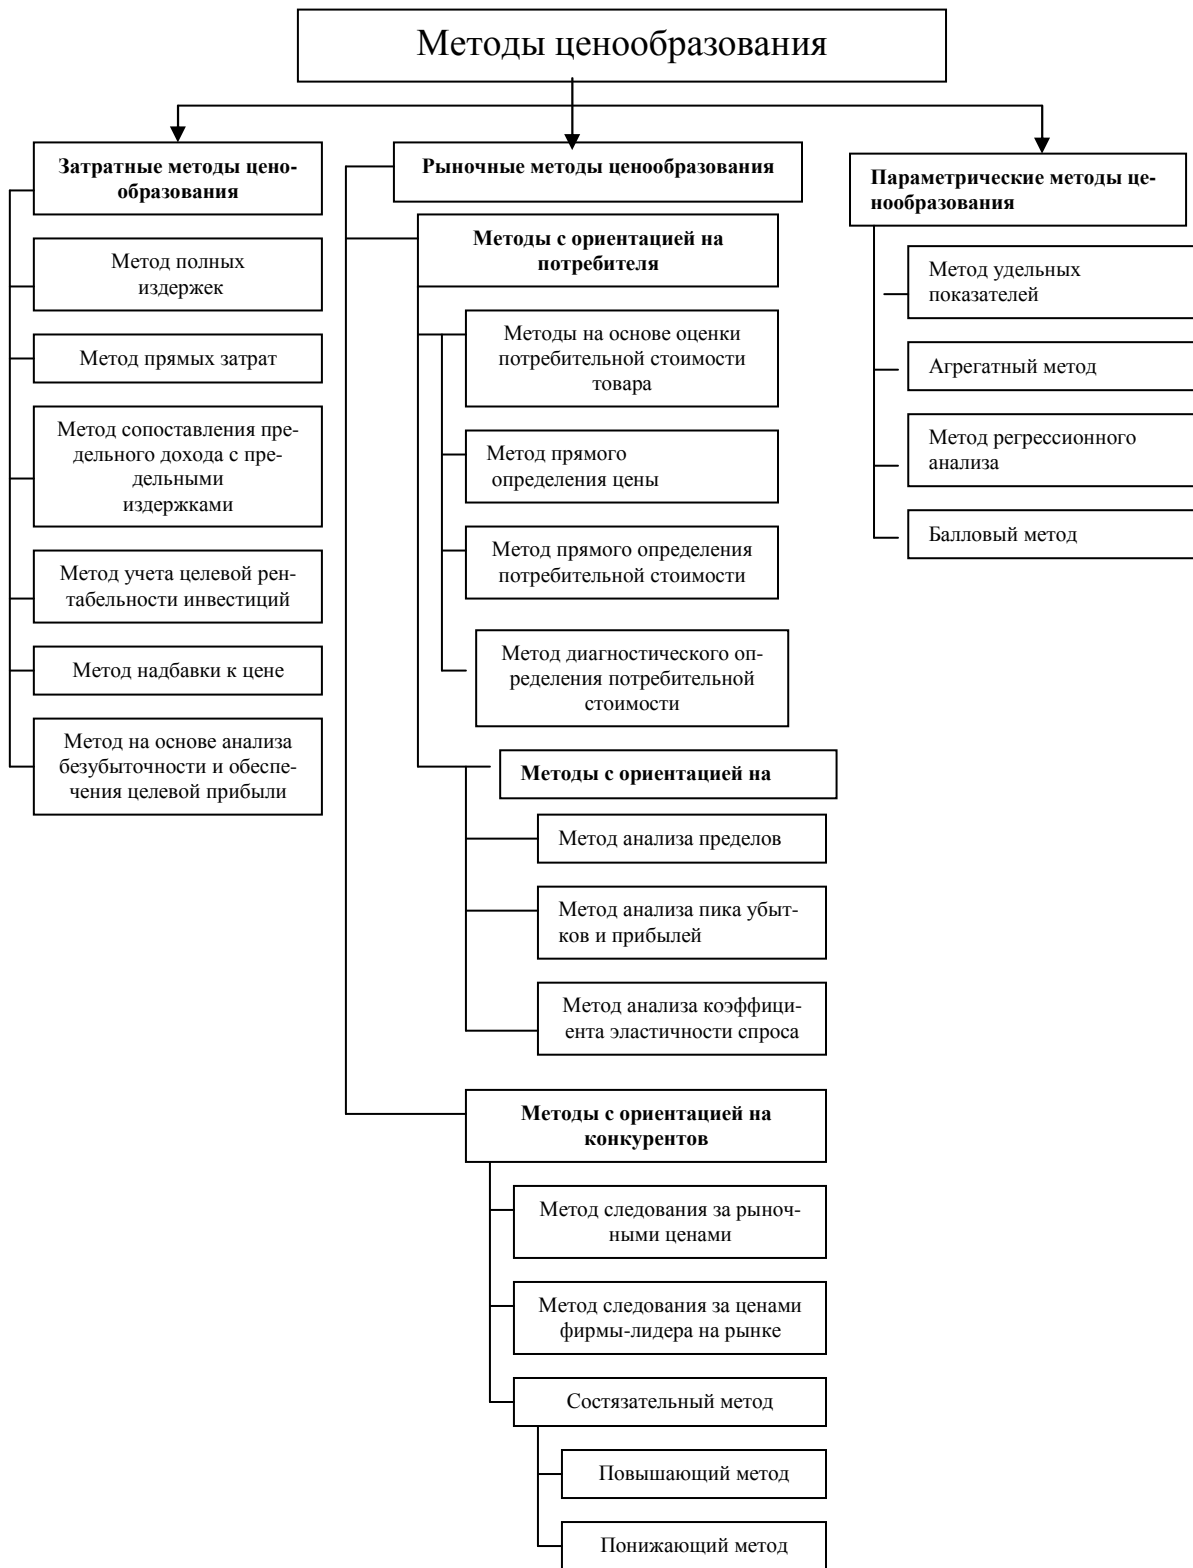 Методы ценообразования
Затратные методы цено-
образования
Метод полных
издержек
Метод прямых затрат
Метод сопоставления пре-
дельного дохода с пре-
дельными
издержками
Метод учета целевой рен-
табельности инвестиций
Метод надбавки к цене
Метод на основе анализа
безубыточности и обеспе-
чения целевой прибыли
Рыночные методы ценообразования
Методы с ориентацией на
потребителя
Методы на основе оценки
потребительной стоимости
товара
Метод прямого
определения цены
Метод прямого определения
потребительной стоимости
Метод диагностического оп-
ределения потребительной
стоимости
Методы с ориентацией на
Метод анализа пределов
Метод анализа пика убыт-
ков и прибылей
Метод анализа коэффици-
ента эластичности спроса
Методы с ориентацией на
конкурентов
Метод следования за рыноч-
ными ценами
Метод следования за ценами
фирмы-лидера на рынке
Состязательный метод
Повышающий метод
Понижающий метод
Параметрические методы це-
нообразования
Метод удельных
показателей
Агрегатный метод
Метод регрессионного
анализа
Балловый метод